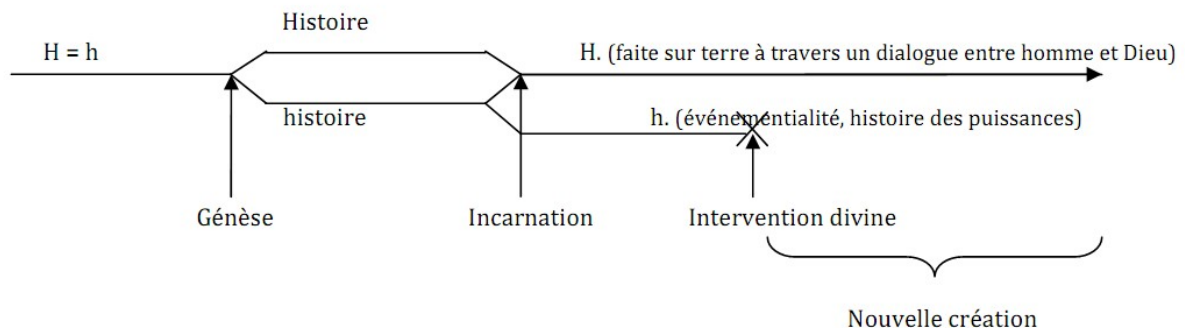 Histoire
H = h
H. (faite sur terre à travers un dialogue entre homme et Dieu)
histoire
h. (événementialité, histoire des puissances)
Génèse
Incarnation
Intervention divine
Nouvelle création